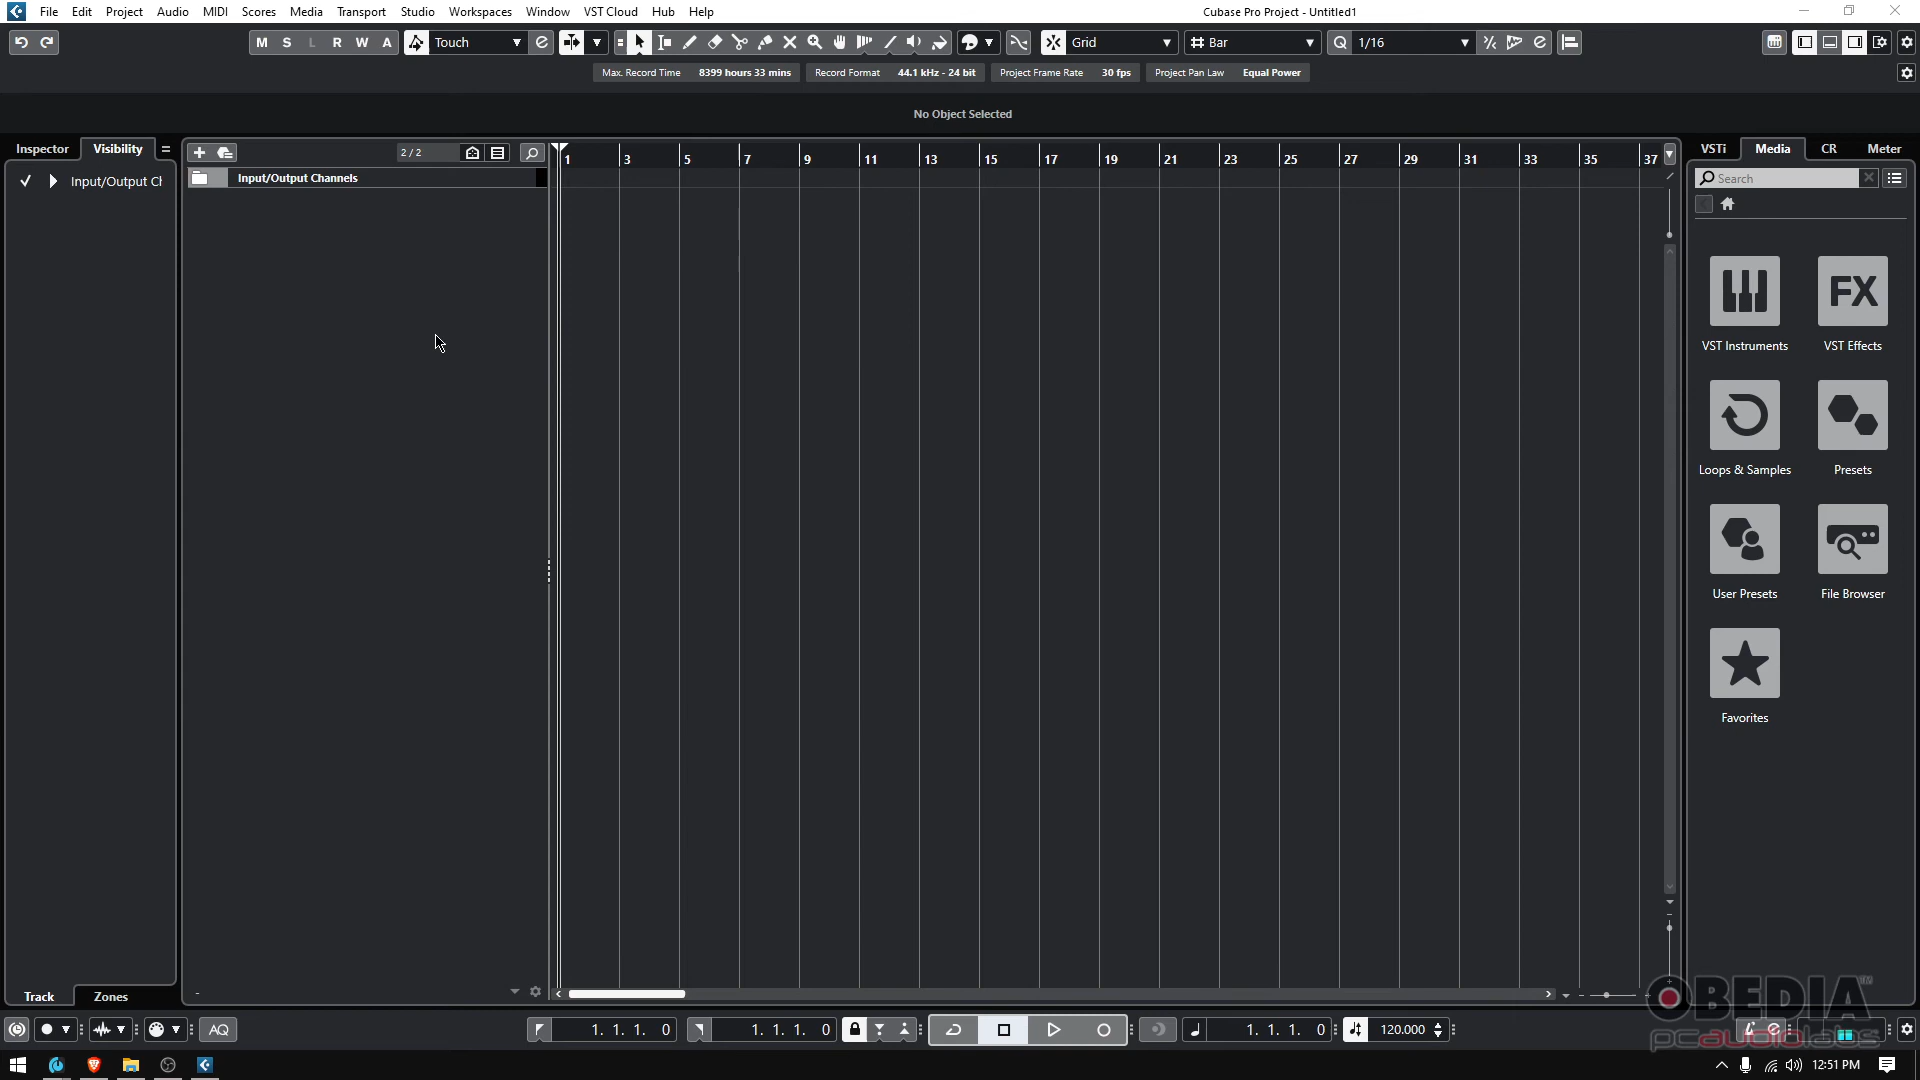 File Edit Project Audio MIDI Scores Media Transport Studio Workspaces Window VST Cloud Hub Help Cubase Pro Project - Untitled1
M S L R W A Touch Grid Bar Q 1/16
Max. Record Time 8399 hours 33 mins Record Format 44.1 kHz - 24 bit Project Frame Rate 30 fps Project Pan Law Equal Power
No Object Selected
Inspector Visibility 2 / 2 1 3 5 7 9 11 13 15 17 19 21 23 25 27 29 31 33 35 37 VSTi Media CR Meter
Input/Output Ch Input/Output Channels Search
FX
VST Instruments VST Effects
Loops & Samples Presets
User Presets File Browser
Favorites
Track Zones -
OBEDIA™
AQ 1. 1. 1. 0 1. 1. 1. 0 1. 1. 1. 0 120.000
pcaudiolabs
12:51 PM